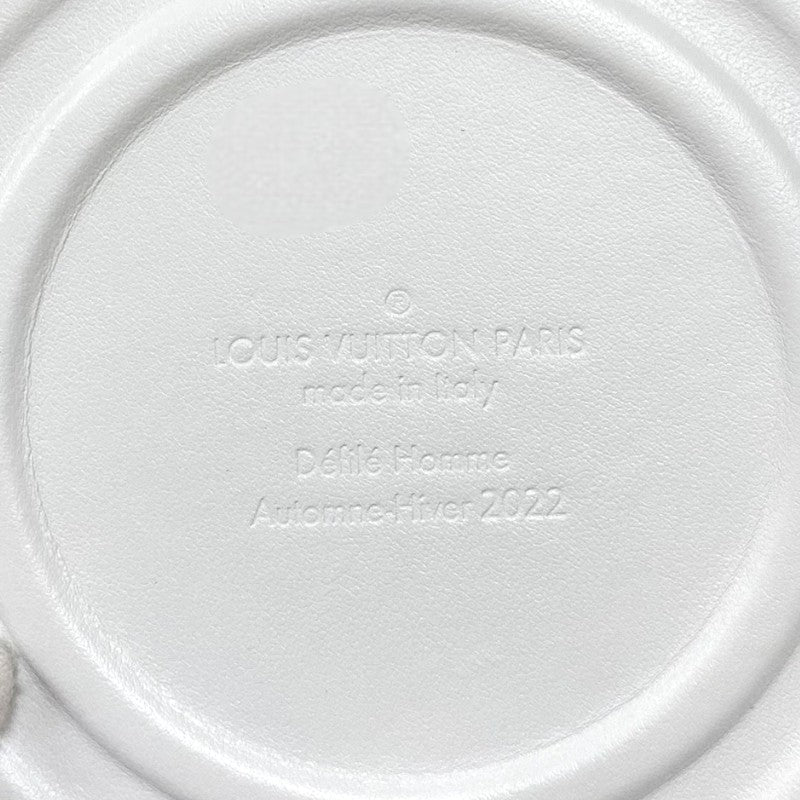 ®
LOUIS VUITTON PARIS
made in Italy
Défilé Homme
Automne-Hiver 2022